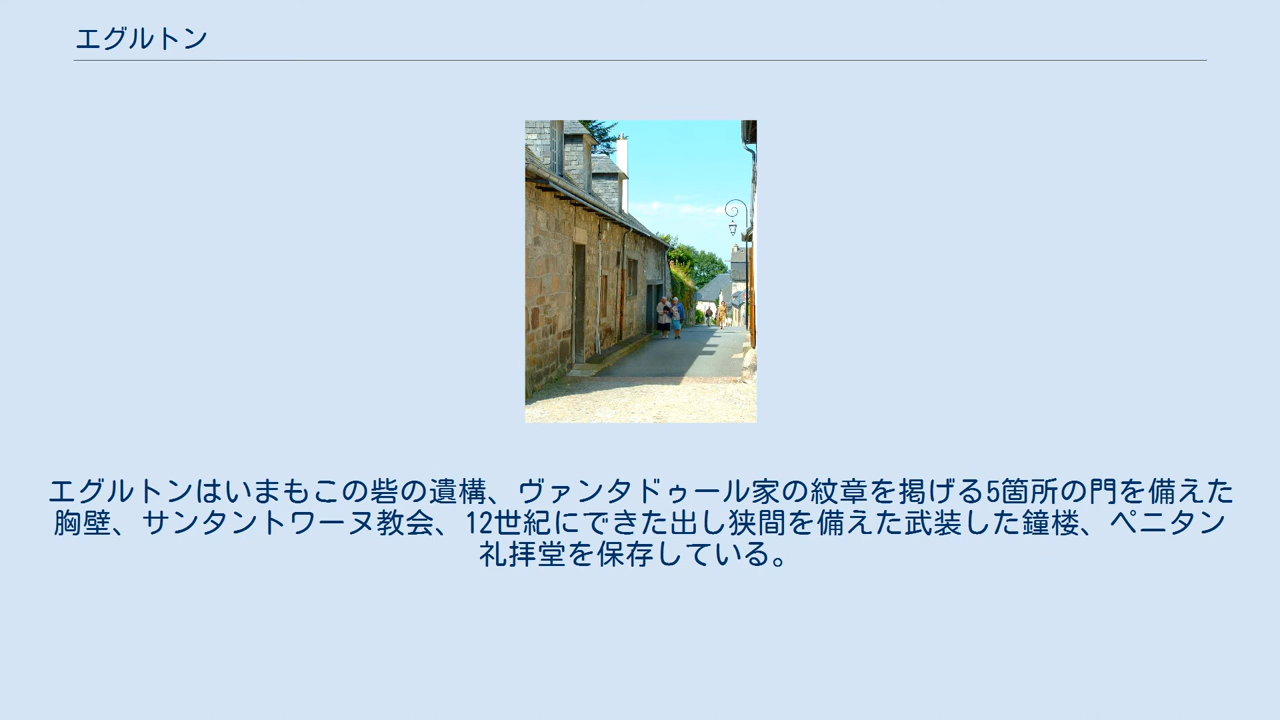 エグルトン
エグルトンはいまもこの砦の遺構、ヴァンタドゥール家の紋章を掲げる5箇所の門を備えた
胸壁、サンタントワーヌ教会、12世紀にできた出し狭間を備えた武装した鐘楼、ペニタン
礼拝堂を保存している。